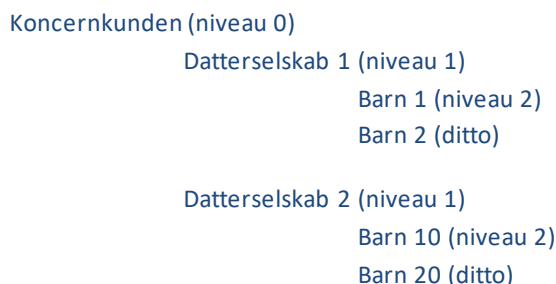 Koncernkunden (niveau 0)
Datterselskab 1 (niveau 1)
Barn 1 (niveau 2)
Barn 2 (ditto)
Datterselskab 2 (niveau 1)
Barn 10 (niveau 2)
Barn 20 (ditto)